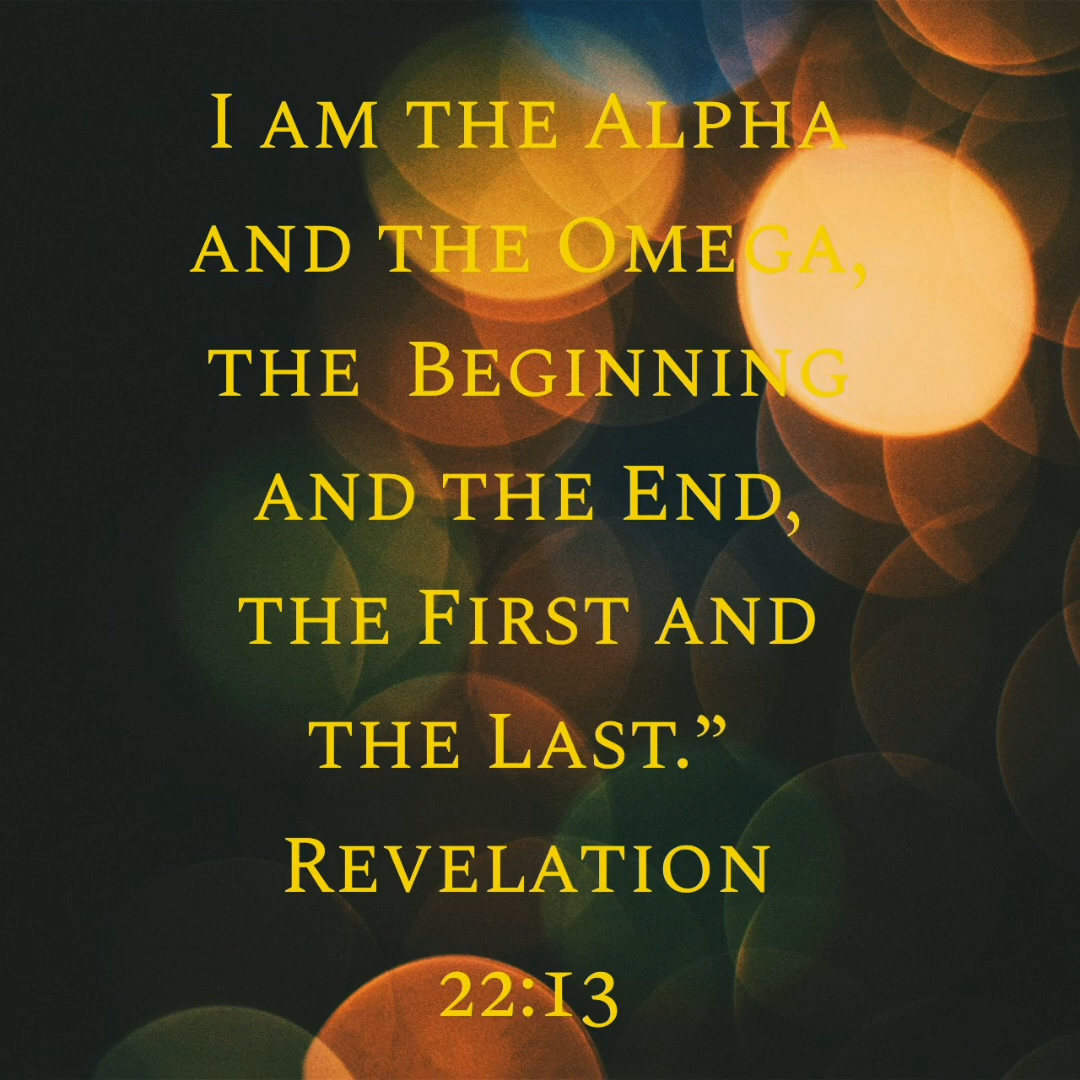 I am the Alpha
and the Omega,
the  Beginning
and the End,
the First and
the Last.”
Revelation
22:13